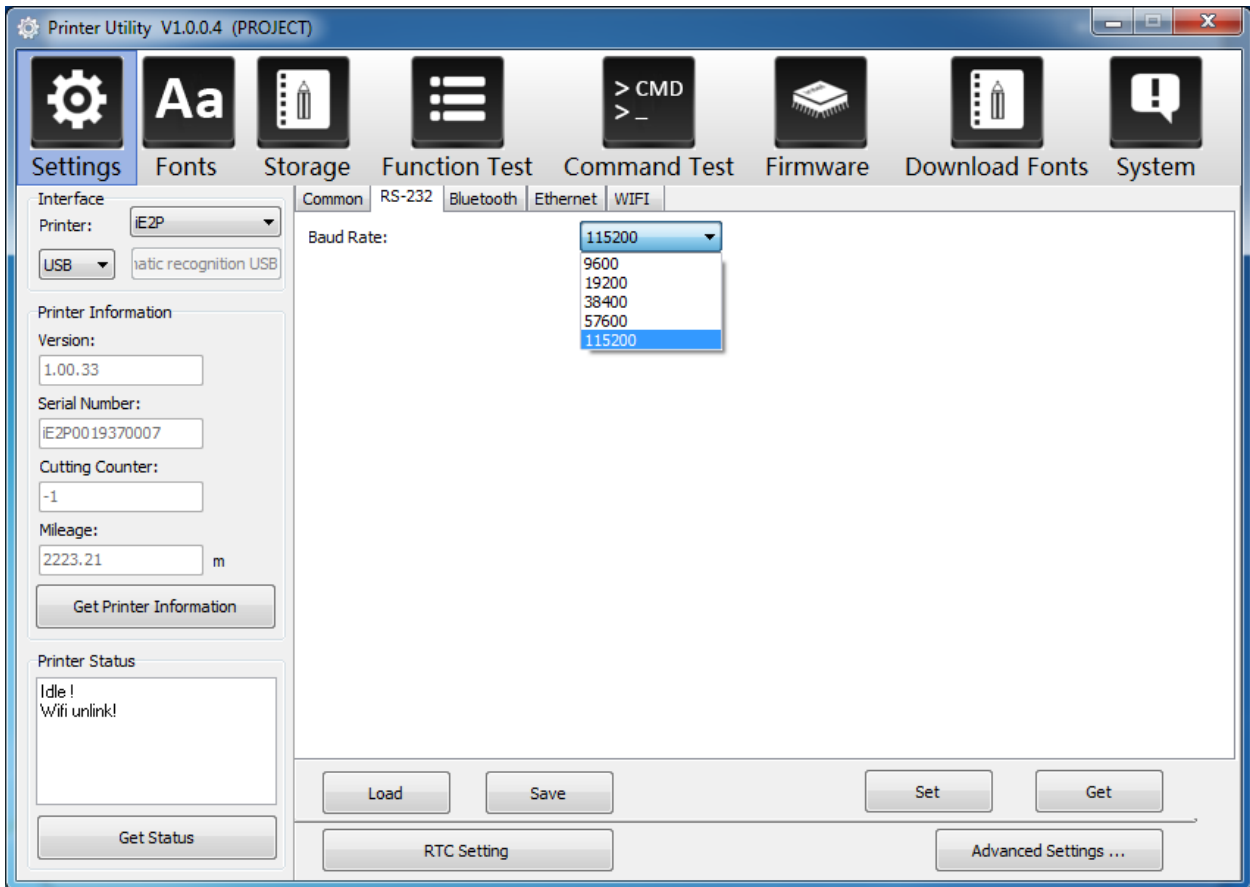 Printer Utility V1.0.0.4 (PROJECT)
> CMD
> _
Aa
Settings Fonts Storage Function Test Command Test Firmware Download Fonts System
Interface
Printer: iE2P
USB
natic recognition USB
Printer Information
Version:
1.00.33
Serial Number:
iE2P0019370007
Cutting Counter:
-1
Mileage:
2223.21 m
Get Printer Information
Printer Status
Idle !
Wifi unlink!
Get Status
Common RS-232 Bluetooth Ethernet WIFI
Baud Rate: 115200
9600
19200
38400
57600
115200
Load Save Set Get
RTC Setting Advanced Settings ...